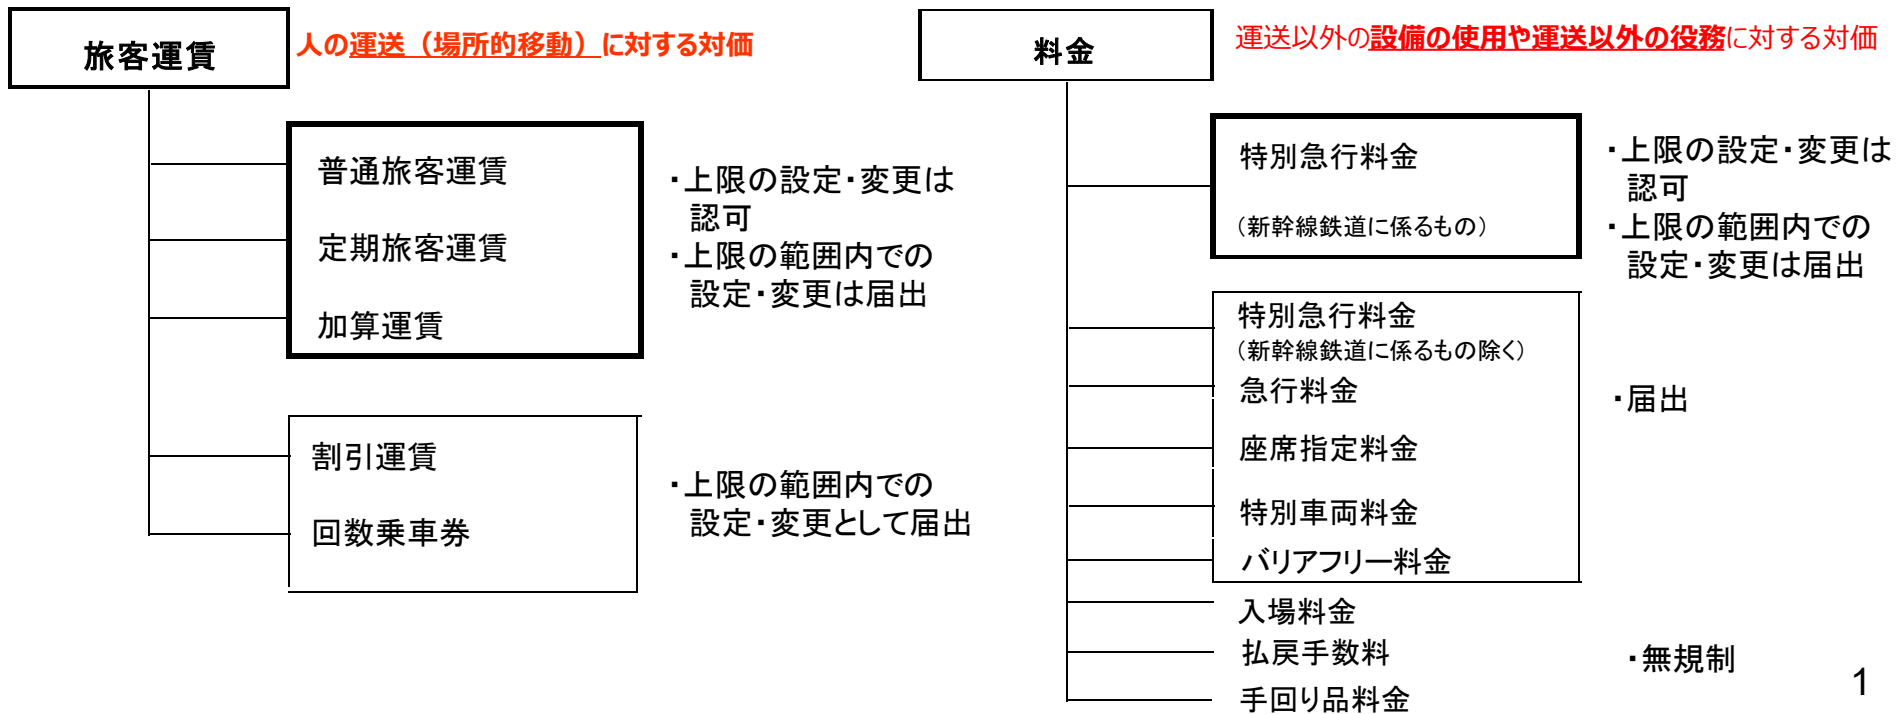 旅客運賃
人の運送（場所的移動）に対する対価
普通旅客運賃
定期旅客運賃
加算運賃
・上限の設定・変更は
認可
・上限の範囲内での
設定・変更は届出
割引運賃
回数乗車券
・上限の範囲内での
設定・変更として届出
料金
運送以外の設備の使用や運送以外の役務に対する対価
特別急行料金
（新幹線鉄道に係るもの）
・上限の設定・変更は
認可
・上限の範囲内での
設定・変更は届出
特別急行料金
（新幹線鉄道に係るもの除く）
急行料金
座席指定料金
特別車両料金
バリアフリー料金
・届出
入場料金
払戻手数料
手回り品料金
・無規制
1